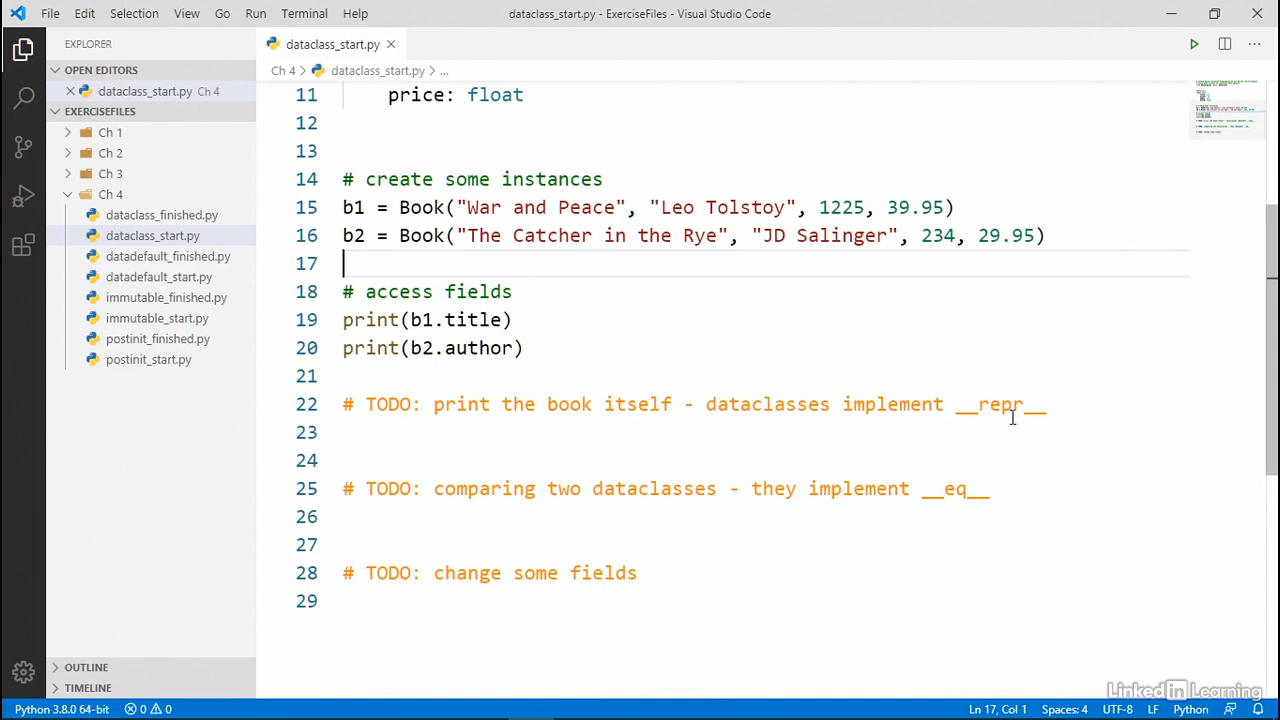 File Edit Selection View Go Run Terminal Help dataclass_start.py - ExerciseFiles - Visual Studio Code
EXPLORER
OPEN EDITORS
dataclass_start.py Ch 4
EXERCISEFILES
Ch 1
Ch 2
Ch 3
Ch 4
dataclass_finished.py
dataclass_start.py
datadefault_finished.py
datadefault_start.py
immutable_finished.py
immutable_start.py
postinit_finished.py
postinit_start.py
OUTLINE
TIMELINE
dataclass_start.py
Ch 4 > dataclass_start.py > ...
11 price: float
12
13
14 # create some instances
15 b1 = Book("War and Peace", "Leo Tolstoy", 1225, 39.95)
16 b2 = Book("The Catcher in the Rye", "JD Salinger", 234, 29.95)
17
18 # access fields
19 print(b1.title)
20 print(b2.author)
21
22 # TODO: print the book itself - dataclasses implement __repr__
23
24
25 # TODO: comparing two dataclasses - they implement __eq__
26
27
28 # TODO: change some fields
29
LinkedIn Learning
Python 3.8.0 64-bit 0 0 Ln 17, Col 1 Spaces: 4 UTF-8 LF Python